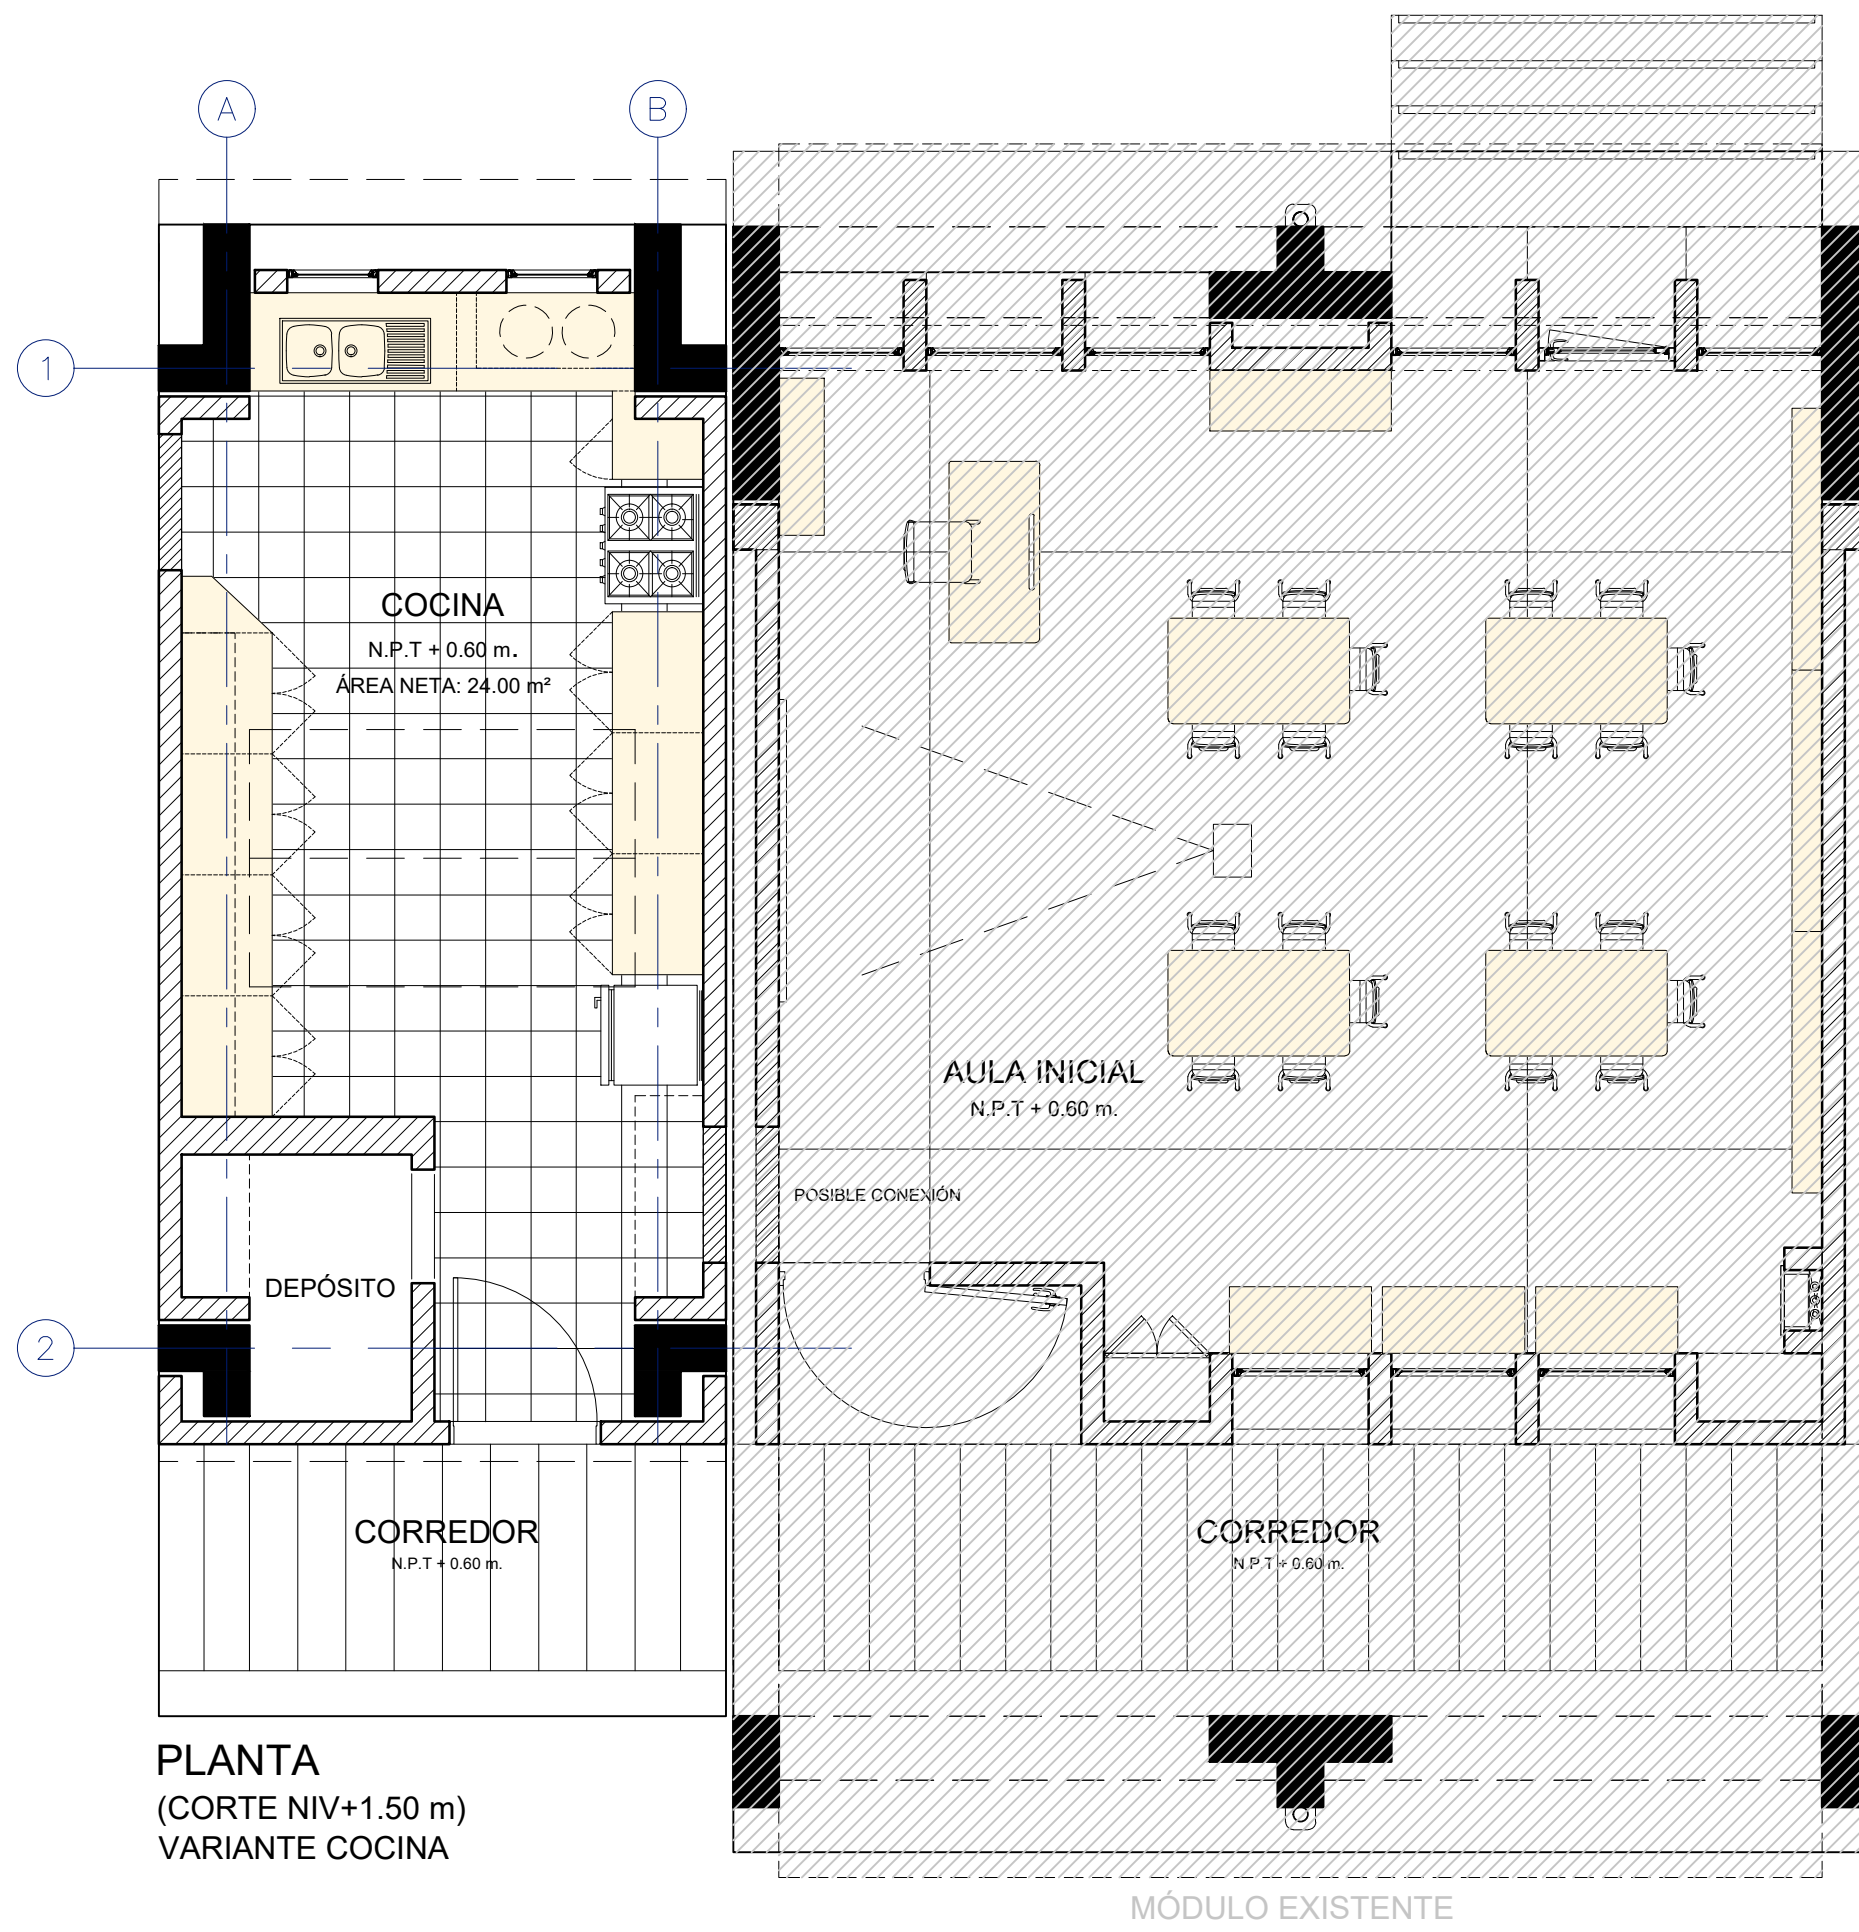 A
B
1
COCINA
N.P.T + 0.60 m.
ÁREA NETA: 24.00 m²
AULA INICIAL
N.P.T + 0.60 m.
POSIBLE CONEXIÓN
DEPÓSITO
2
CORREDOR
N.P.T + 0.60 m.
CORREDOR
N.P.T + 0.60 m.
PLANTA
(CORTE NIV+1.50 m)
VARIANTE COCINA
MÓDULO EXISTENTE